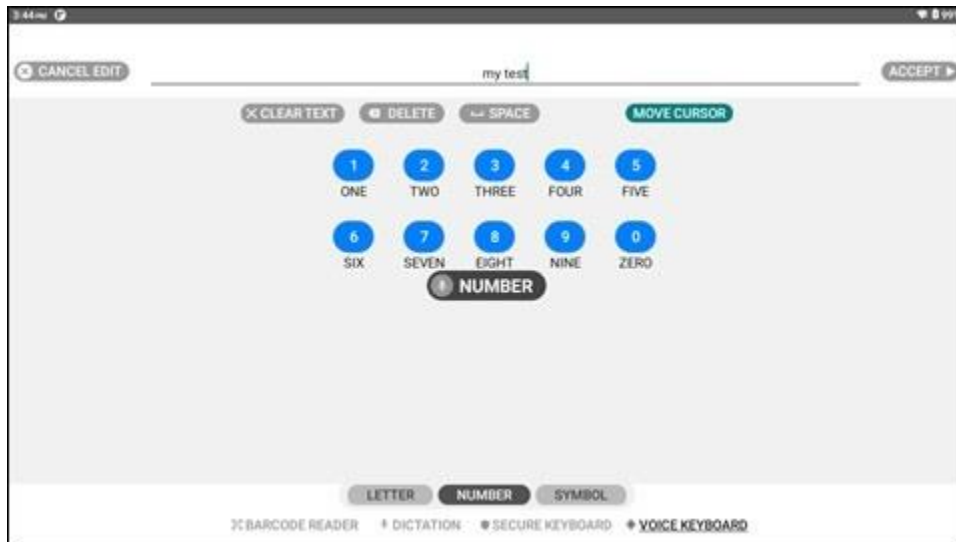 3:44 PM 99%
CANCEL EDIT my test ACCEPT
CLEAR TEXT DELETE SPACE MOVE CURSOR
1 2 3 4 5
ONE TWO THREE FOUR FIVE
6 7 8 9 0
SIX SEVEN EIGHT NINE ZERO
NUMBER
LETTER NUMBER SYMBOL
BARCODE READER DICTATION SECURE KEYBOARD VOICE KEYBOARD